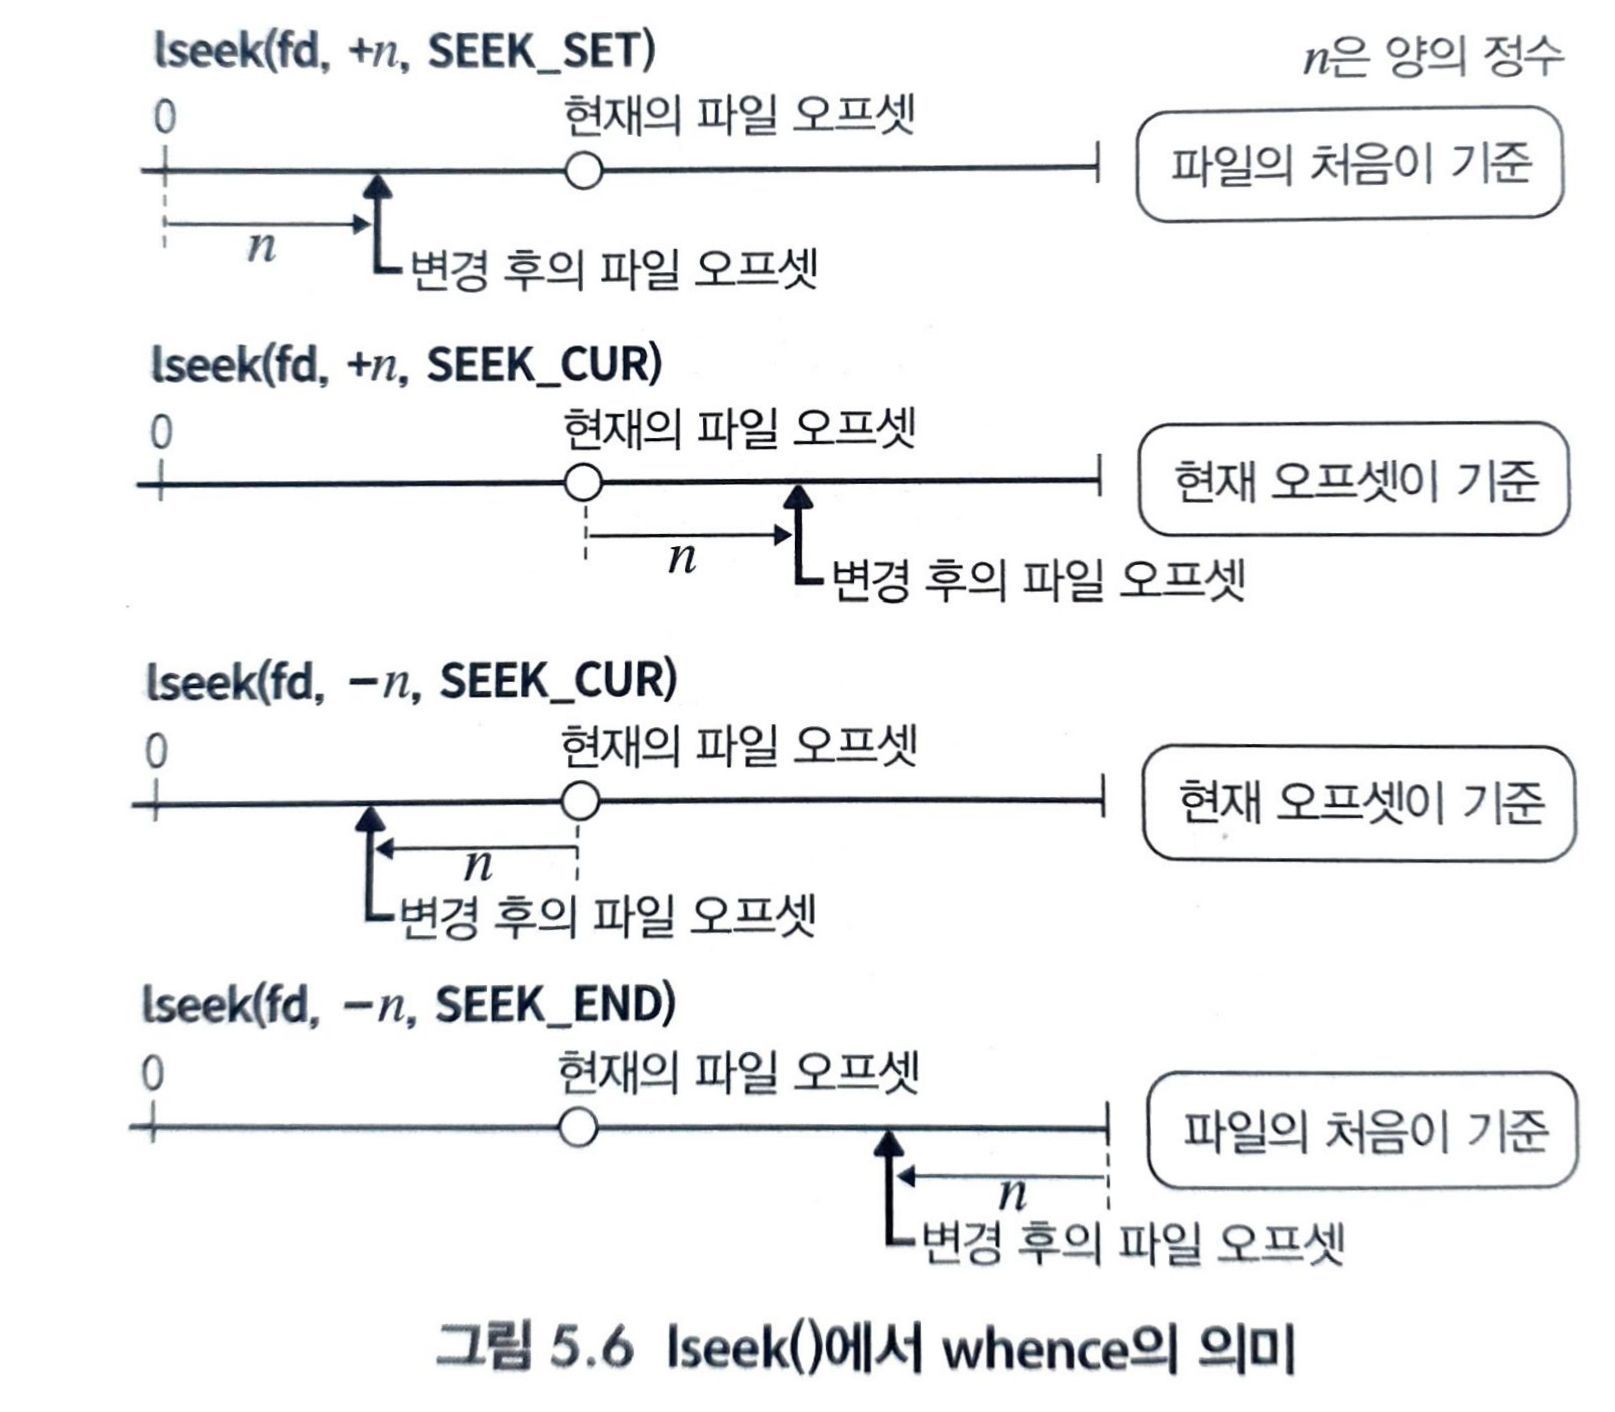 lseek(fd, +n, SEEK_SET)
n은 양의 정수
0
현재의 파일 오프셋
파일의 처음이 기준
n
변경 후의 파일 오프셋
lseek(fd, +n, SEEK_CUR)
0
현재의 파일 오프셋
현재 오프셋이 기준
n
변경 후의 파일 오프셋
lseek(fd, −n, SEEK_CUR)
0
현재의 파일 오프셋
현재 오프셋이 기준
n
변경 후의 파일 오프셋
lseek(fd, −n, SEEK_END)
0
현재의 파일 오프셋
파일의 처음이 기준
n
변경 후의 파일 오프셋
그림 5.6 lseek()에서 whence의 의미